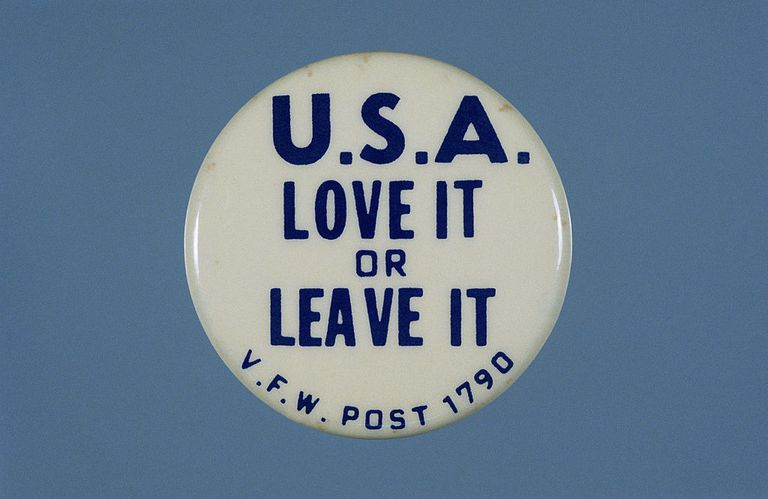 U.S.A.
LOVE IT
OR
LEAVE IT
V.F.W. POST 1790